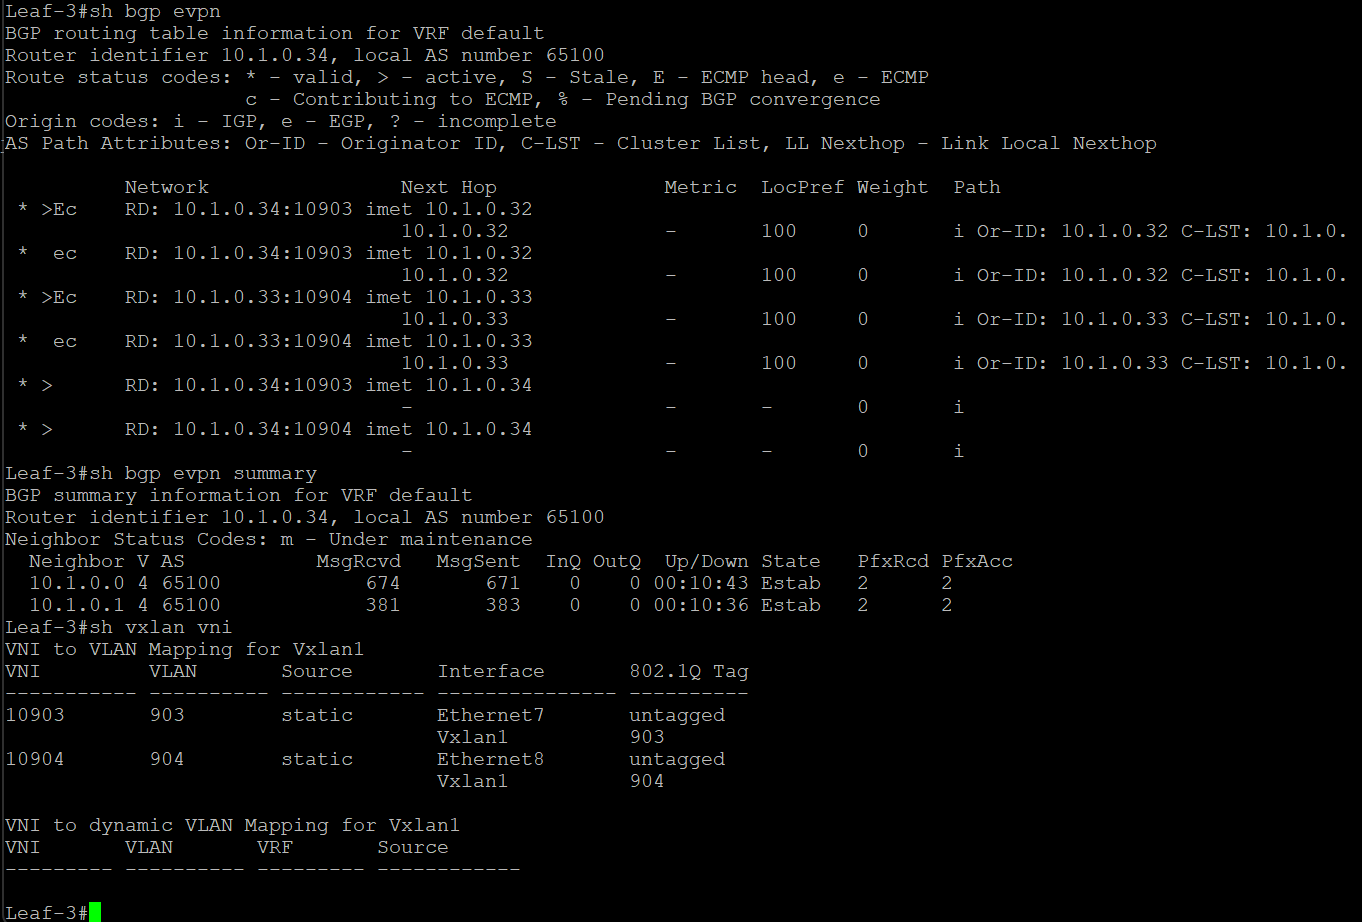 Leaf-3#sh bgp evpn
BGP routing table information for VRF default
Router identifier 10.1.0.34, local AS number 65100
Route status codes: * - valid, > - active, S - Stale, E - ECMP head, e - ECMP
                    c - Contributing to ECMP, % - Pending BGP convergence
Origin codes: i - IGP, e - EGP, ? - incomplete
AS Path Attributes: Or-ID - Originator ID, C-LST - Cluster List, LL Nexthop - Link Local Nexthop

          Network                Next Hop              Metric  LocPref Weight  Path
 * >Ec    RD: 10.1.0.34:10903 imet 10.1.0.32
                                 10.1.0.32             -       100     0       i Or-ID: 10.1.0.32 C-LST: 10.1.0.
 *  ec    RD: 10.1.0.34:10903 imet 10.1.0.32
                                 10.1.0.32             -       100     0       i Or-ID: 10.1.0.32 C-LST: 10.1.0.
 * >Ec    RD: 10.1.0.33:10904 imet 10.1.0.33
                                 10.1.0.33             -       100     0       i Or-ID: 10.1.0.33 C-LST: 10.1.0.
 *  ec    RD: 10.1.0.33:10904 imet 10.1.0.33
                                 10.1.0.33             -       100     0       i Or-ID: 10.1.0.33 C-LST: 10.1.0.
 * >      RD: 10.1.0.34:10903 imet 10.1.0.34
                                 -                     -       -       0       i
 * >      RD: 10.1.0.34:10904 imet 10.1.0.34
                                 -                     -       -       0       i
Leaf-3#sh bgp evpn summary
BGP summary information for VRF default
Router identifier 10.1.0.34, local AS number 65100
Neighbor Status Codes: m - Under maintenance
  Neighbor V AS           MsgRcvd   MsgSent  InQ OutQ  Up/Down State   PfxRcd PfxAcc
  10.1.0.0 4 65100            674       671    0    0 00:10:43 Estab   2      2
  10.1.0.1 4 65100            381       383    0    0 00:10:36 Estab   2      2
Leaf-3#sh vxlan vni
VNI to VLAN Mapping for Vxlan1
VNI         VLAN       Source       Interface       802.1Q Tag
----------- ---------- ------------ --------------- ----------
10903       903        static       Ethernet7       untagged
                                    Vxlan1          903
10904       904        static       Ethernet8       untagged
                                    Vxlan1          904

VNI to dynamic VLAN Mapping for Vxlan1
VNI       VLAN       VRF       Source
--------- ---------- --------- ------------

Leaf-3#